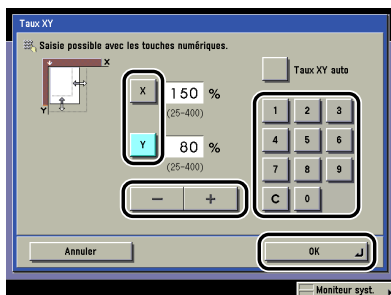 Taux XY
Saisie possible avec les touches numériques.
X
Y
X 150 %
(25-400)
Y 80 %
(25-400)
− +
Taux XY auto
1 2 3
4 5 6
7 8 9
C 0
Annuler
OK
Moniteur syst.